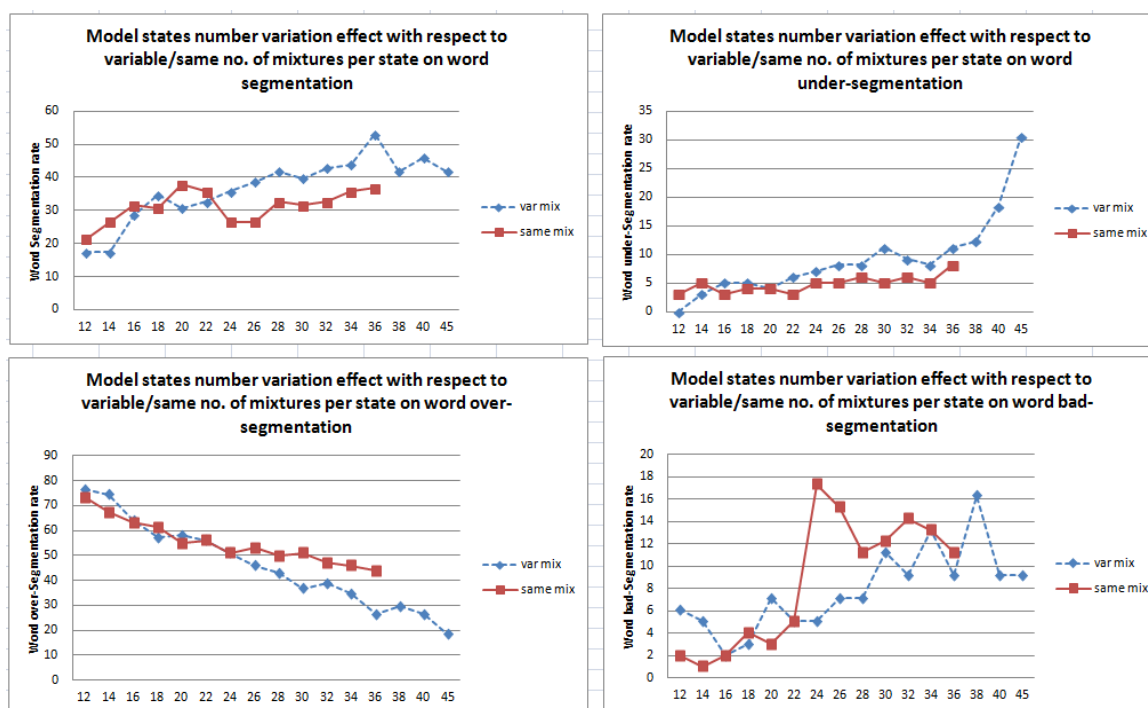 Model states number variation effect with respect to
variable/same no. of mixtures per state on word
segmentation
Word Segmentation rate
60
50
40
30
20
10
0
12 14 16 18 20 22 24 26 28 30 32 34 36 38 40 45
var mix
same mix
Model states number variation effect with respect to
variable/same no. of mixtures per state on word
under-segmentation
Word under-Segmentation rate
35
30
25
20
15
10
5
0
12 14 16 18 20 22 24 26 28 30 32 34 36 38 40 45
var mix
same mix
Model states number variation effect with respect to
variable/same no. of mixtures per state on word over-
segmentation
Word over-Segmentation rate
90
80
70
60
50
40
30
20
10
0
12 14 16 18 20 22 24 26 28 30 32 34 36 38 40 45
var mix
same mix
Model states number variation effect with respect to
variable/same no. of mixtures per state on word bad-
segmentation
Word bad-Segmentation rate
20
18
16
14
12
10
8
6
4
2
0
12 14 16 18 20 22 24 26 28 30 32 34 36 38 40 45
var mix
same mix